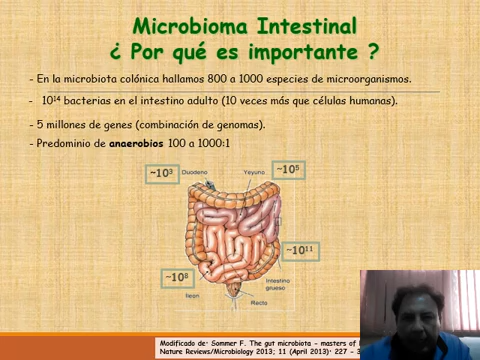 Microbioma Intestinal
¿ Por qué es importante ?
- En la microbiota colónica hallamos 800 a 1000 especies de microorganismos.
- 10¹⁴ bacterias en el intestino adulto (10 veces más que células humanas).
- 5 millones de genes (combinación de genomas).
- Predominio de anaerobios 100 a 1000:1
~10³
Duodeno
Yeyuno
~10⁵
~10¹¹
~10⁸
Ileon
Intestino
grueso
Recto
Modificado de· Sommer F. The gut microbiota - masters of
Nature Reviews/Microbiology 2013; 11 (April 2013)· 227 -